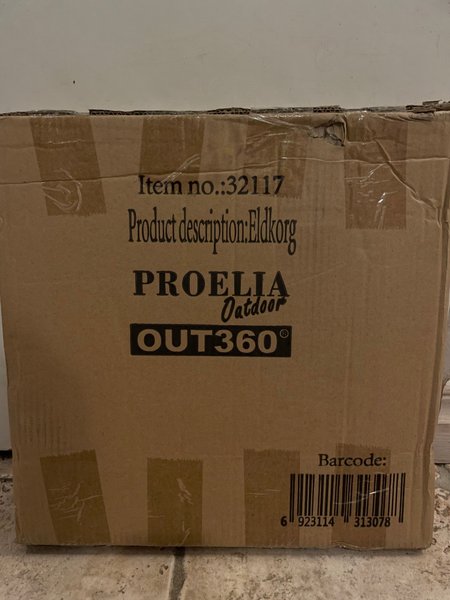 Item no.:32117
Product description:Eldkorg
PROELIA
Outdoor
OUT360®
Barcode:
6 923114 313078